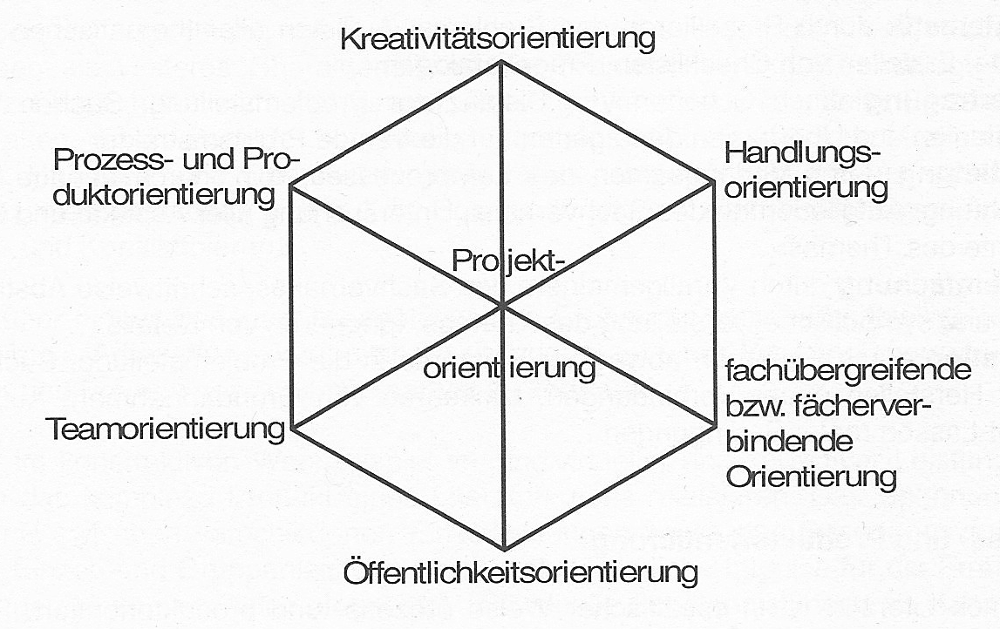 Kreativitätsorientierung
Prozess- und Pro-
duktorientierung
Handlungs-
orientierung
Projekt-
orientierung
Teamorientierung
fachübergreifende
bzw. fächerver-
bindende
Orientierung
Öffentlichkeitsorientierung